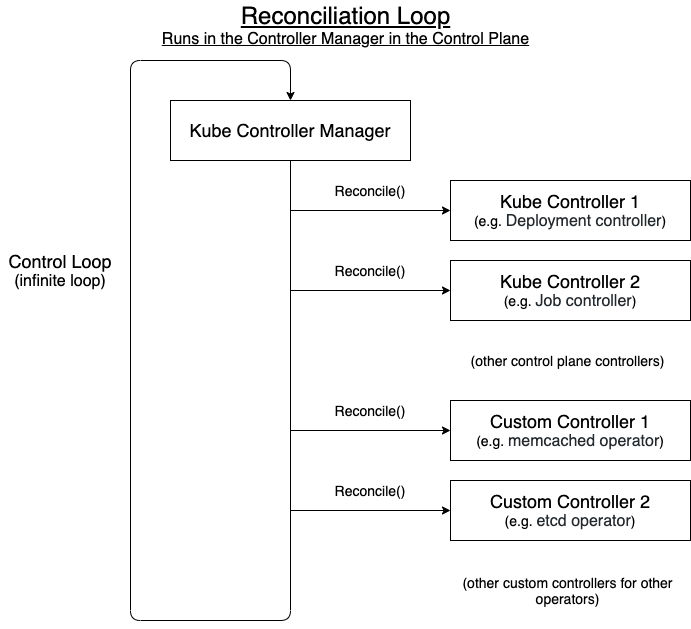 Reconciliation Loop
Runs in the Controller Manager in the Control Plane
Kube Controller Manager
Control Loop
(infinite loop)
Reconcile()
Kube Controller 1
(e.g. Deployment controller)
Reconcile()
Kube Controller 2
(e.g. Job controller)
(other control plane controllers)
Reconcile()
Custom Controller 1
(e.g. memcached operator)
Reconcile()
Custom Controller 2
(e.g. etcd operator)
(other custom controllers for other
operators)